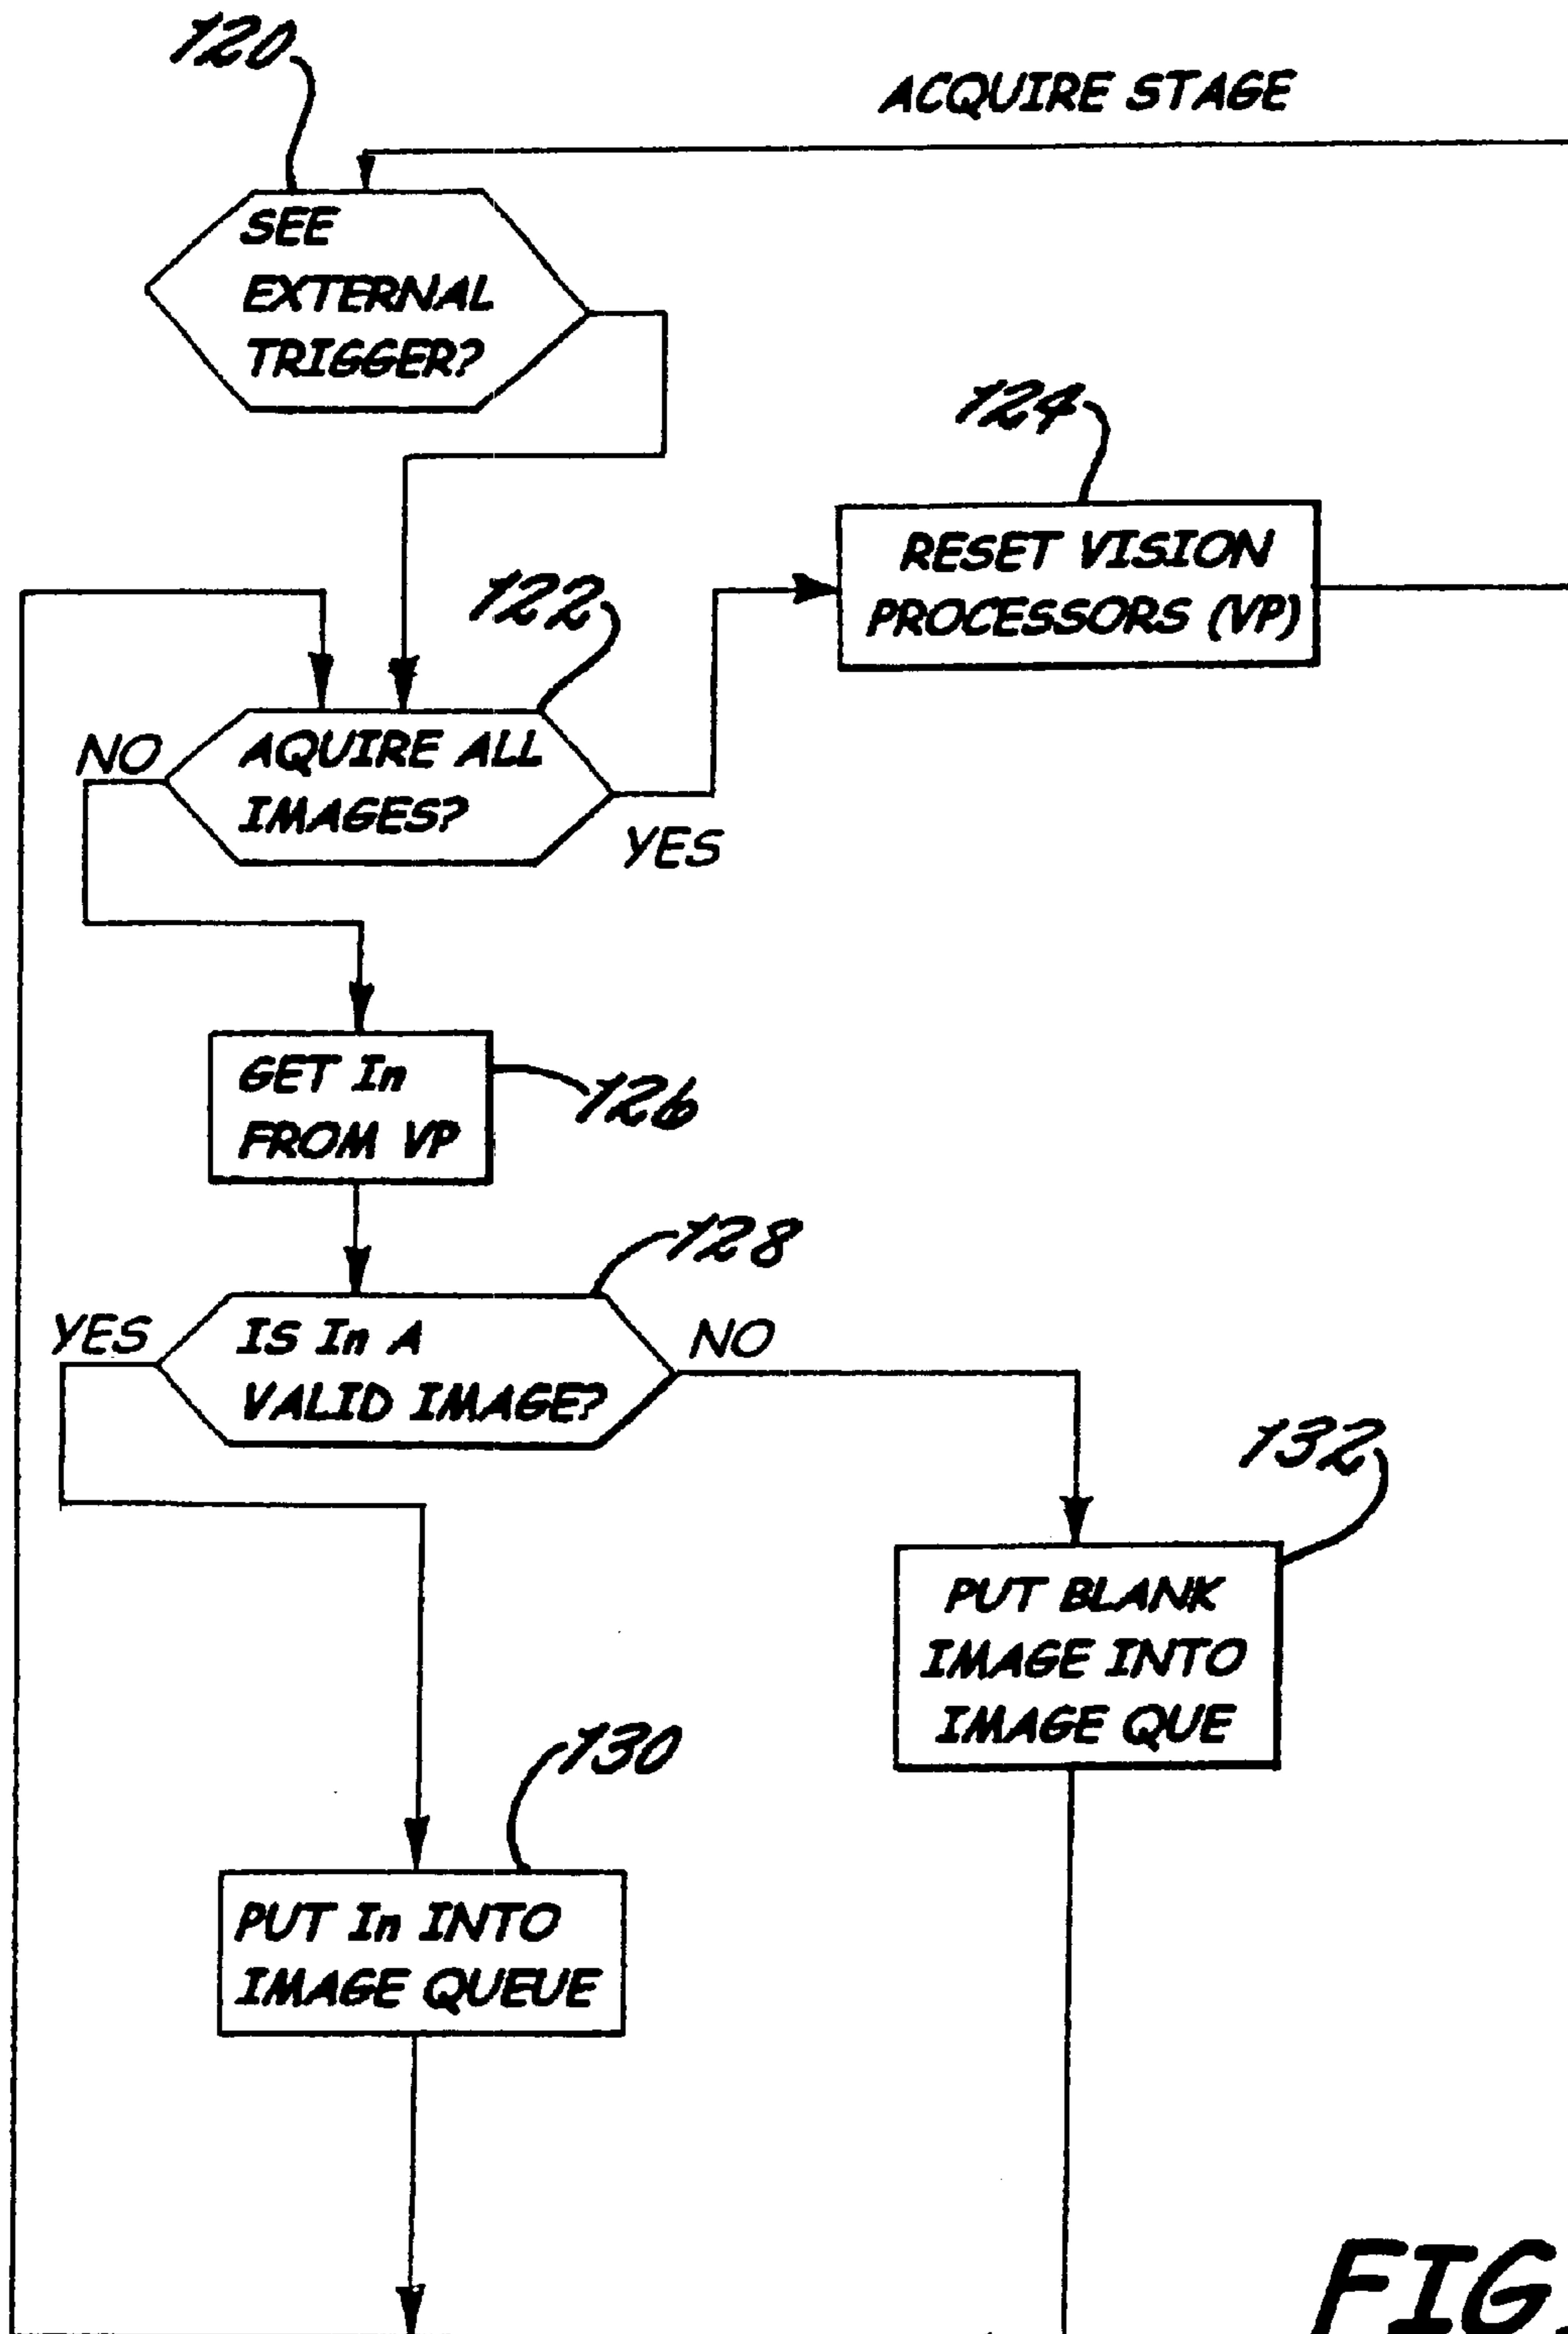 120
ACQUIRE STAGE
SEE
EXTERNAL
TRIGGER?
124
RESET VISION
PROCESSORS (VP)
122
NO
AQUIRE ALL
IMAGES?
YES
GET In
FROM VP
126
128
YES
IS In A
VALID IMAGE?
NO
132
PUT BLANK
IMAGE INTO
IMAGE QUE
130
PUT In INTO
IMAGE QUEUE
FIG.